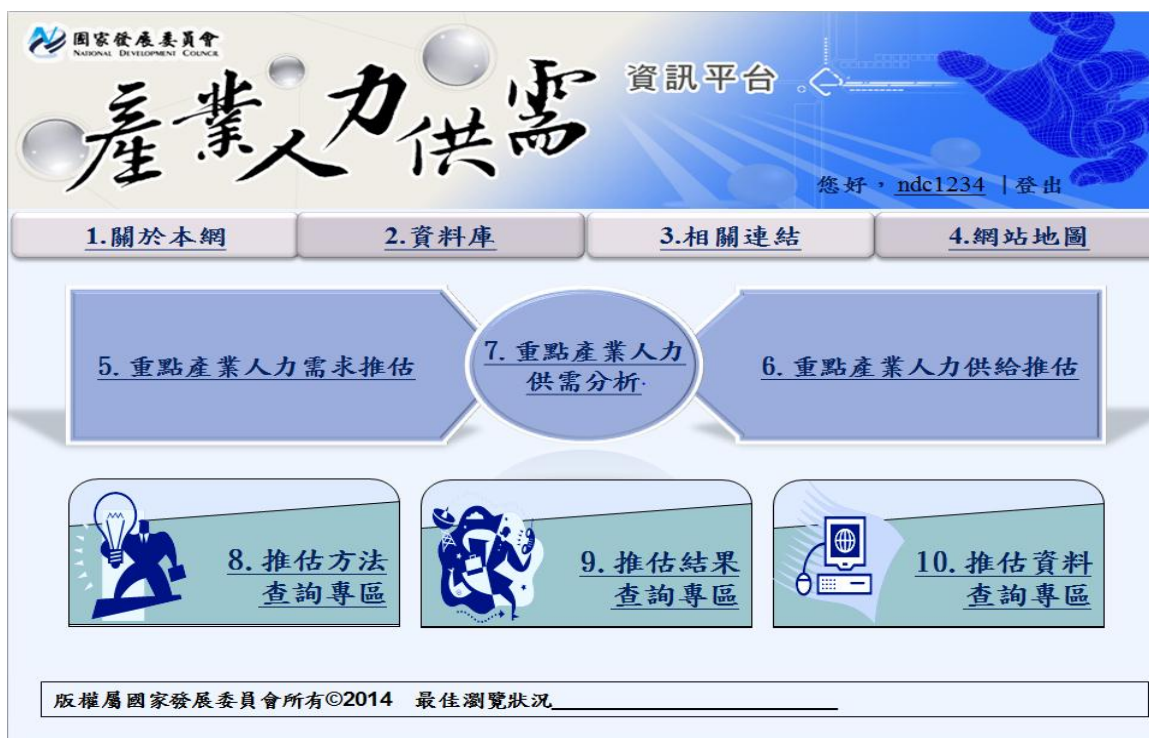 國家發展委員會
NATIONAL DEVELOPMENT COUNCIL
產業人力供需
資訊平台
您好，ndc1234 |登出
1.關於本網
2.資料庫
3.相關連結
4.網站地圖
5. 重點產業人力需求推估
7. 重點產業人力
供需分析
6. 重點產業人力供給推估
8. 推估方法
查詢專區
9. 推估結果
查詢專區
10. 推估資料
查詢專區
版權屬國家發展委員會所有©2014 最佳瀏覽狀況